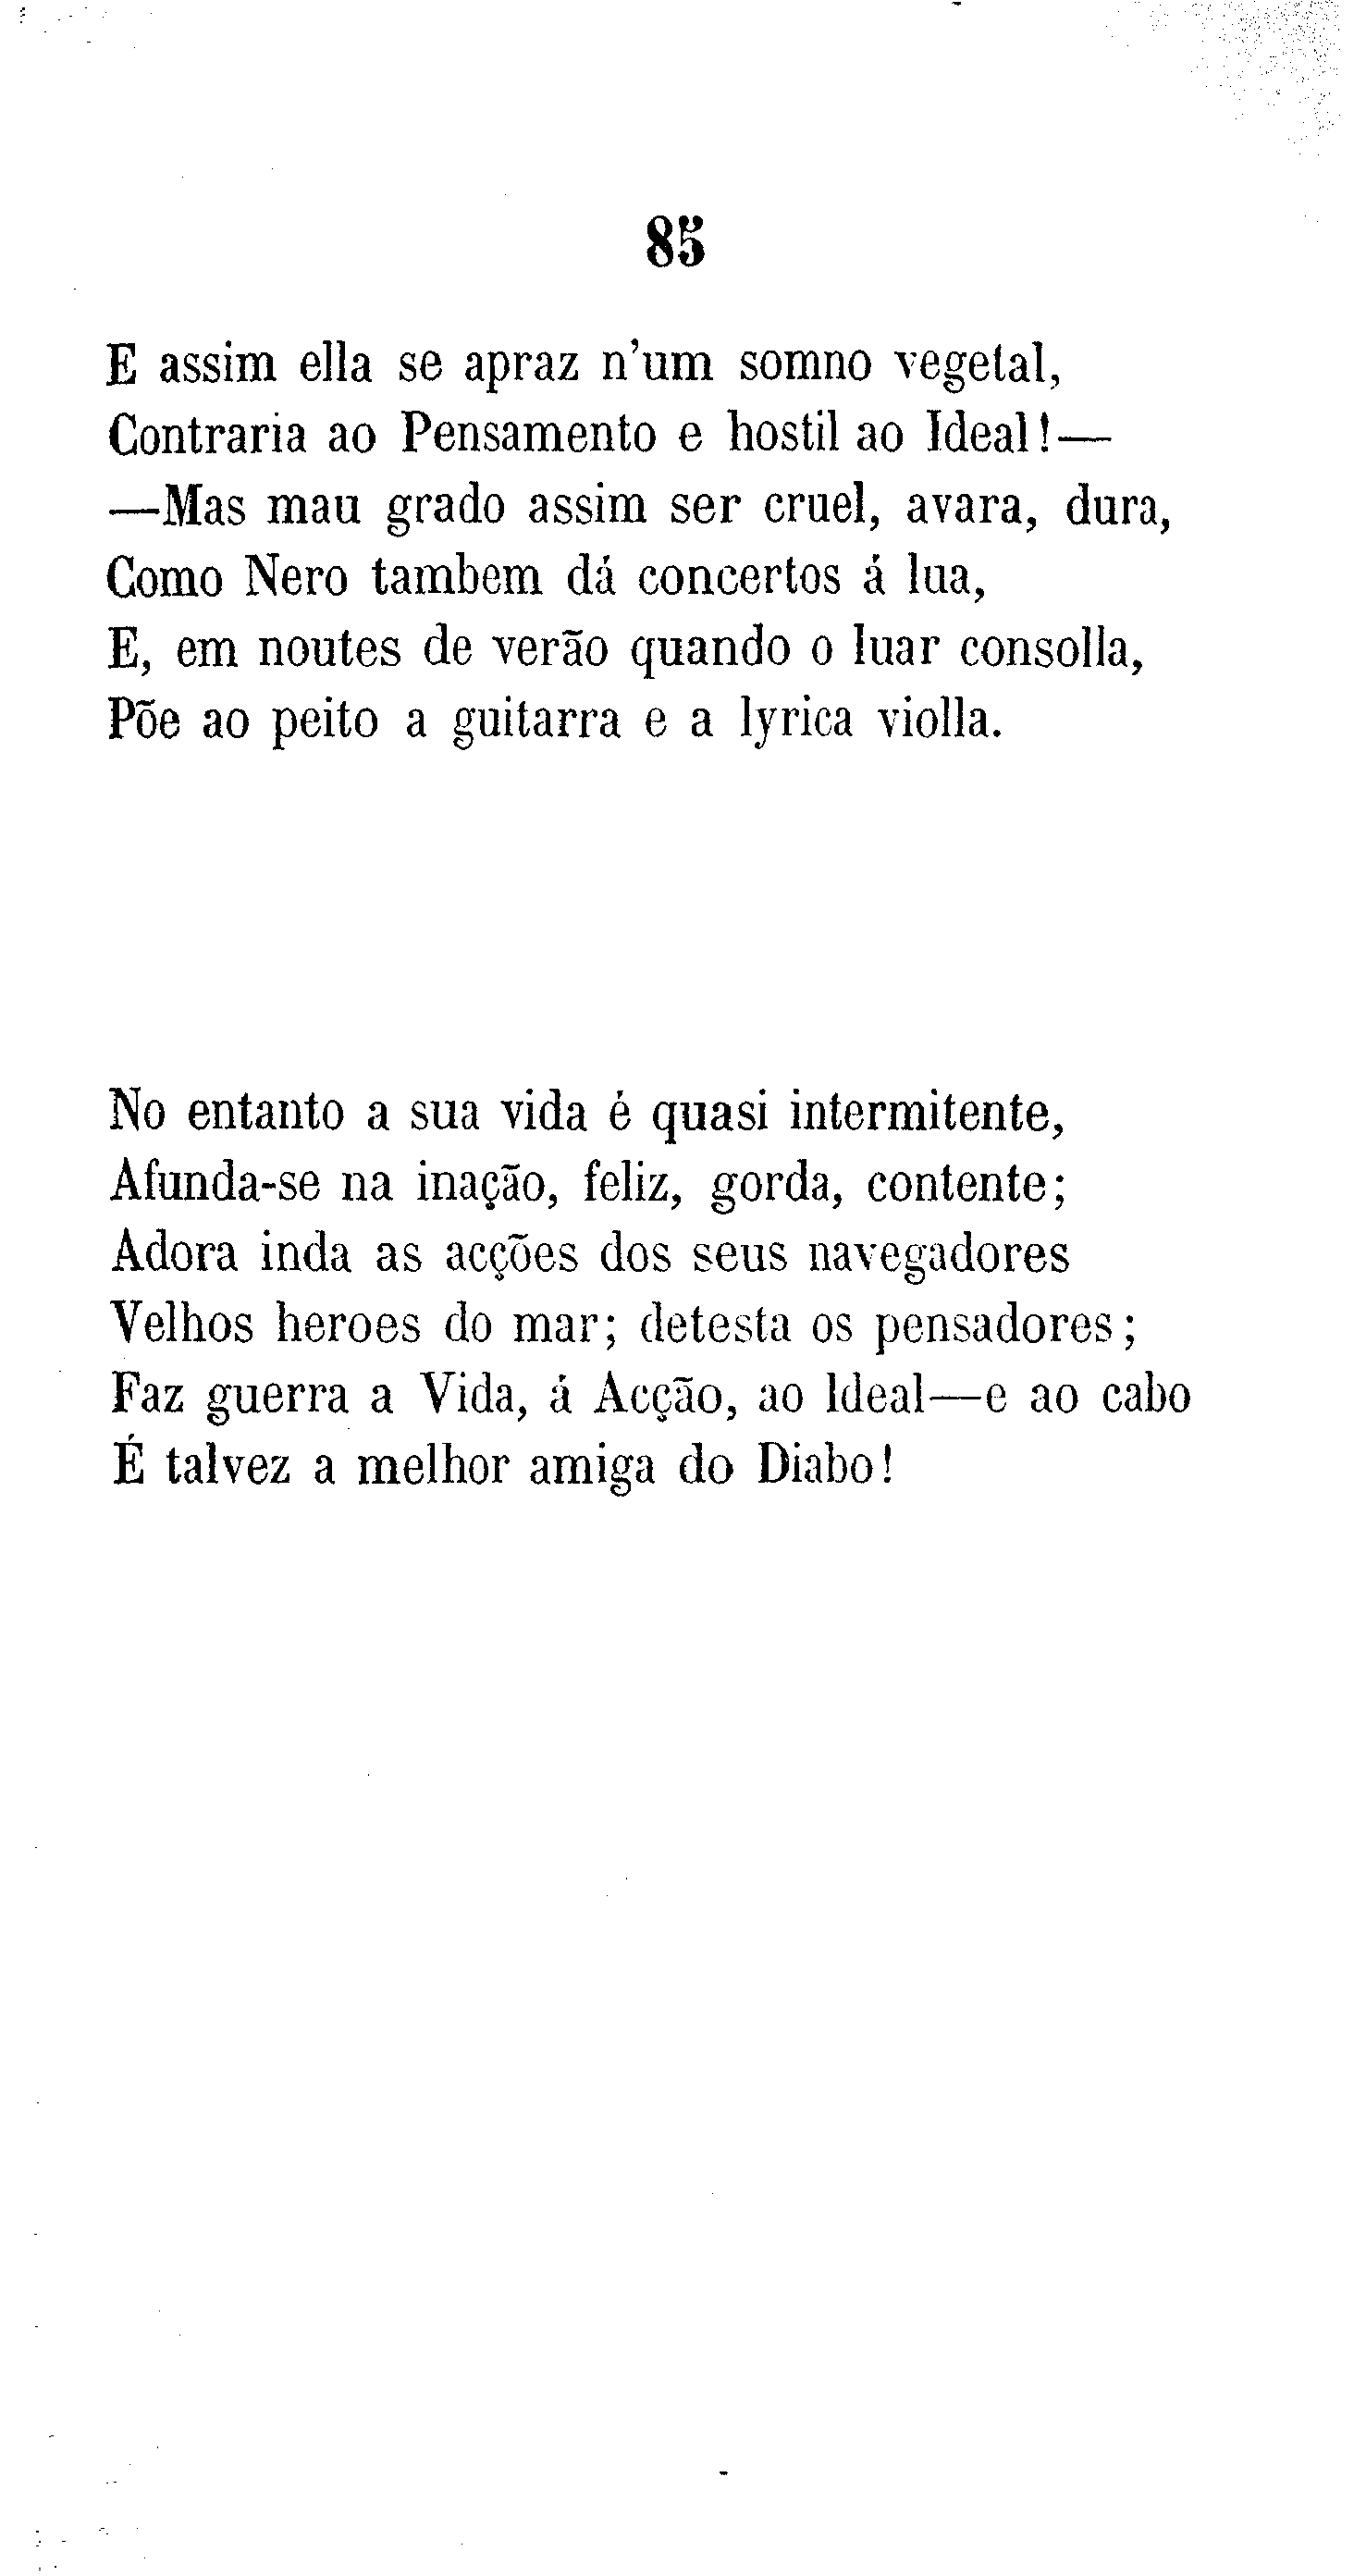 85
E assim ella se apraz n'um somno vegetal,
Contraria ao Pensamento e hostil ao Ideal!—
—Mas mau grado assim ser cruel, avara, dura,
Como Nero tambem dá concertos á lua,
E, em noutes de verão quando o luar consolla,
Põe ao peito a guitarra e a lyrica violla.
No entanto a sua vida é quasi intermitente,
Afunda-se na inação, feliz, gorda, contente;
Adora inda as acções dos seus navegadores
Velhos heroes do mar; detesta os pensadores;
Faz guerra a Vida, á Acção, ao Ideal—e ao cabo
É talvez a melhor amiga do Diabo!